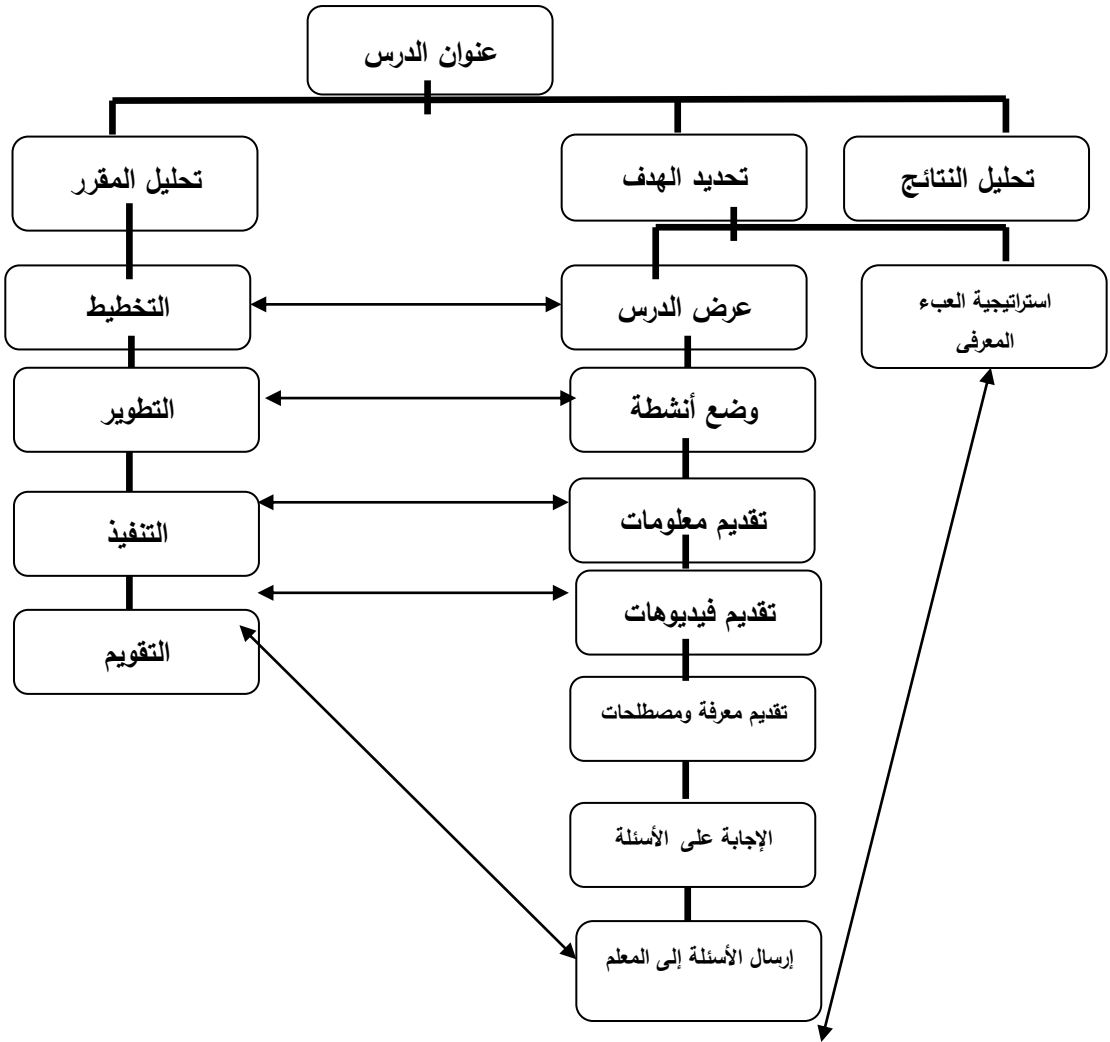 عنوان الدرس
تحليل النتائج
تحديد الهدف
تحليل المقرر
استراتيجية العبء
المعرفى
عرض الدرس
التخطيط
وضع أنشطة
التطوير
تقديم معلومات
التنفيذ
تقديم فيديوهات
التقويم
تقديم معرفة ومصطلحات
الإجابة على الأسئلة
إرسال الأسئلة إلى المعلم